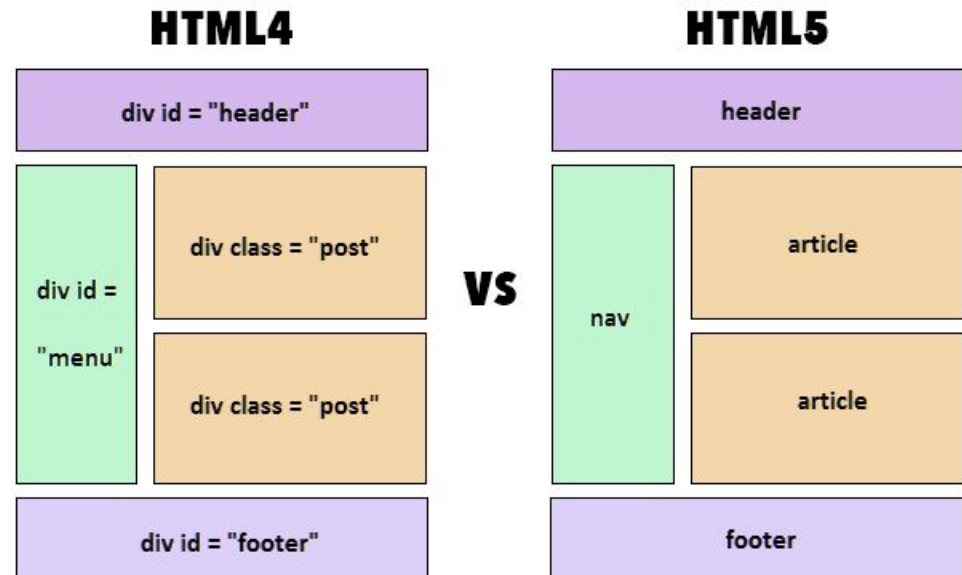 HTML4
div id = "header"
div id =
"menu"
div class = "post"
div class = "post"
div id = "footer"
VS
HTML5
header
nav
article
article
footer